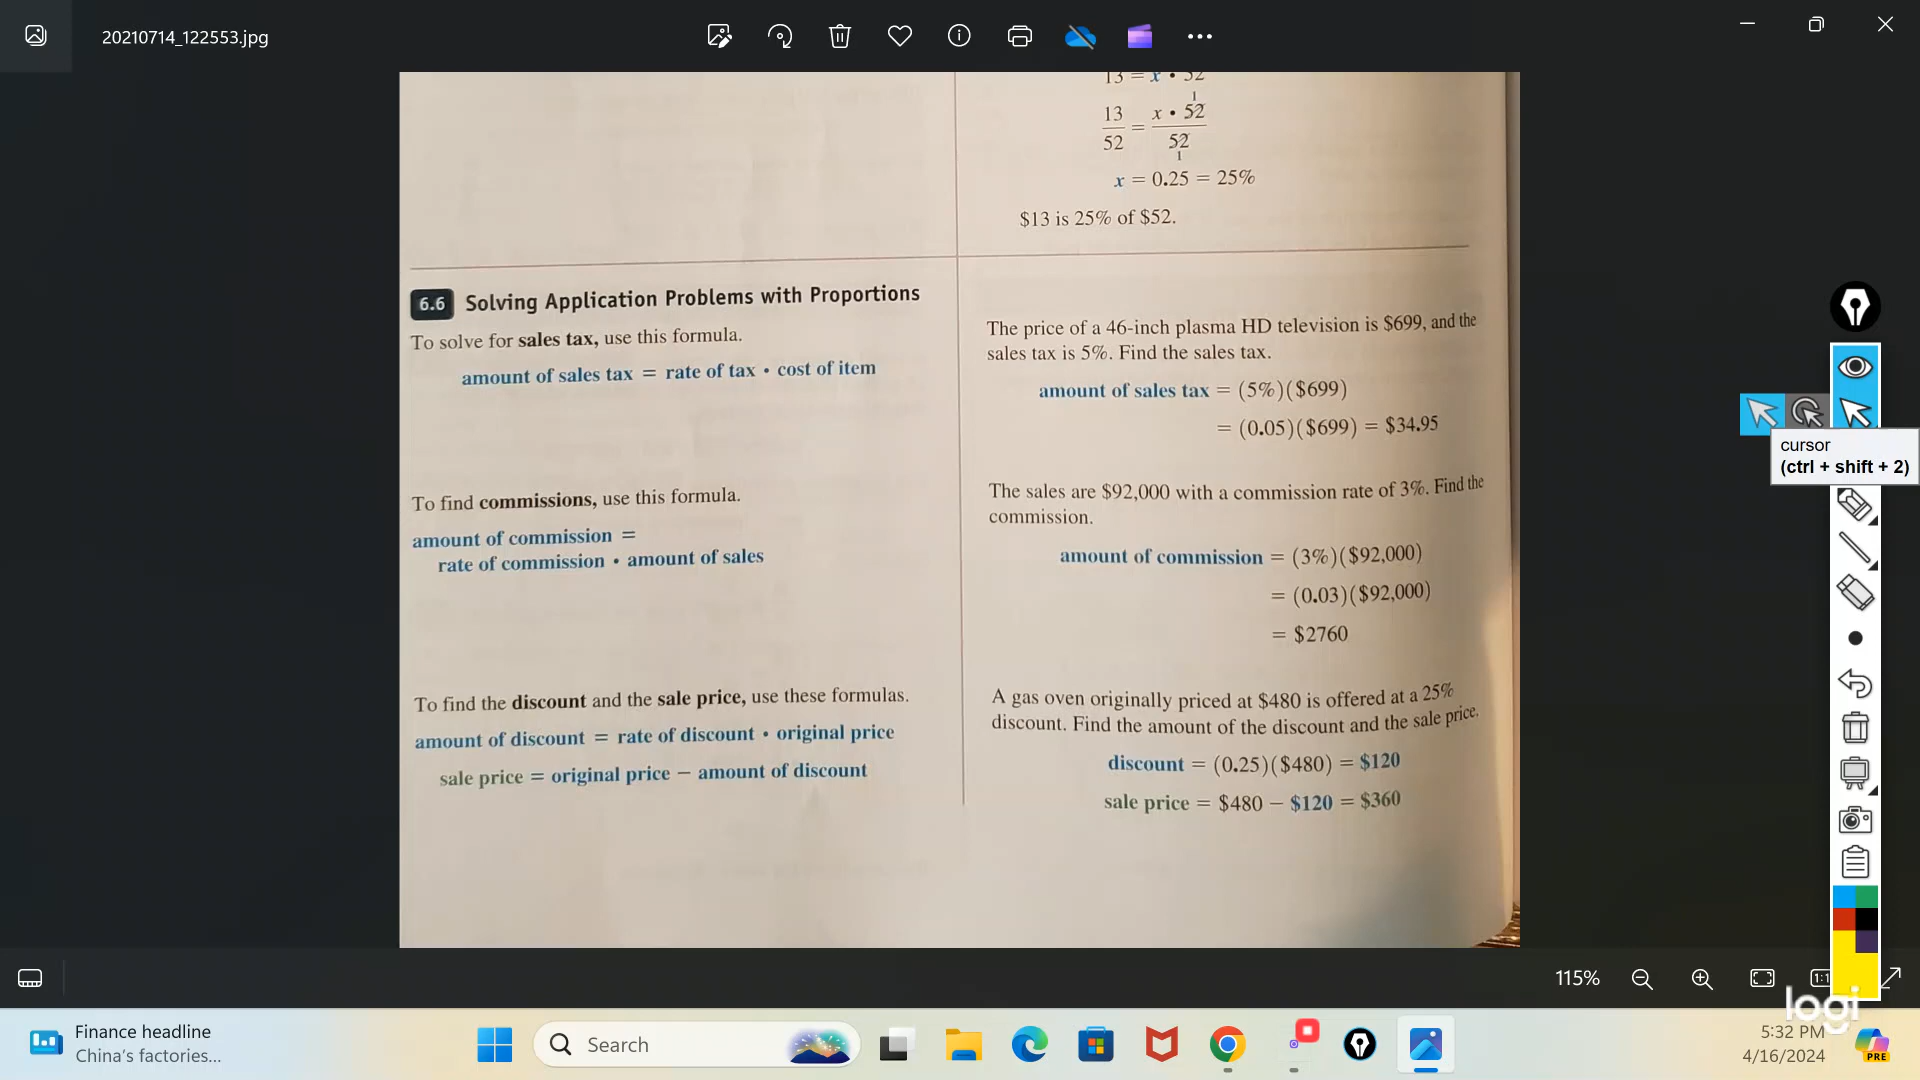 20210714_122553.jpg
13 = x • 52
13/52 = x • 52/52
1
1
x = 0.25 = 25%
$13 is 25% of $52.
6.6 Solving Application Problems with Proportions
To solve for sales tax, use this formula.
amount of sales tax = rate of tax • cost of item
The price of a 46-inch plasma HD television is $699, and the
sales tax is 5%. Find the sales tax.
amount of sales tax = (5%)($699)
= (0.05)($699) = $34.95
To find commissions, use this formula.
amount of commission =
rate of commission • amount of sales
The sales are $92,000 with a commission rate of 3%. Find the
commission.
amount of commission = (3%)($92,000)
= (0.03)($92,000)
= $2760
To find the discount and the sale price, use these formulas.
amount of discount = rate of discount • original price
sale price = original price − amount of discount
A gas oven originally priced at $480 is offered at a 25%
discount. Find the amount of the discount and the sale price.
discount = (0.25)($480) = $120
sale price = $480 − $120 = $360
cursor
(ctrl + shift + 2)
115%
1:1
logi
Finance headline
China's factories...
Search
5:32 PM
4/16/2024
PRE